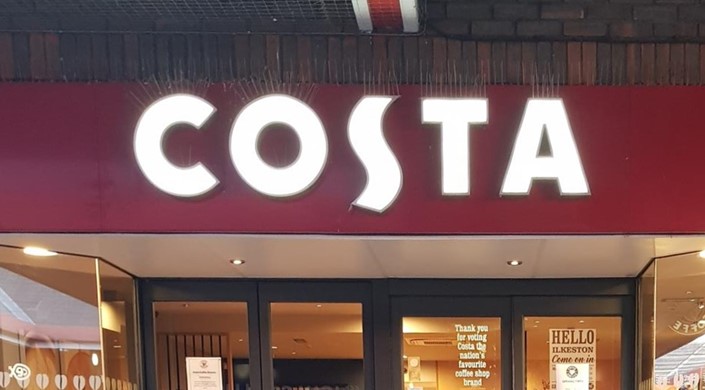 COSTA
Thank you
for voting
Costa the
nation's
favourite
coffee shop
brand
HELLO
ILKESTON
Come on in